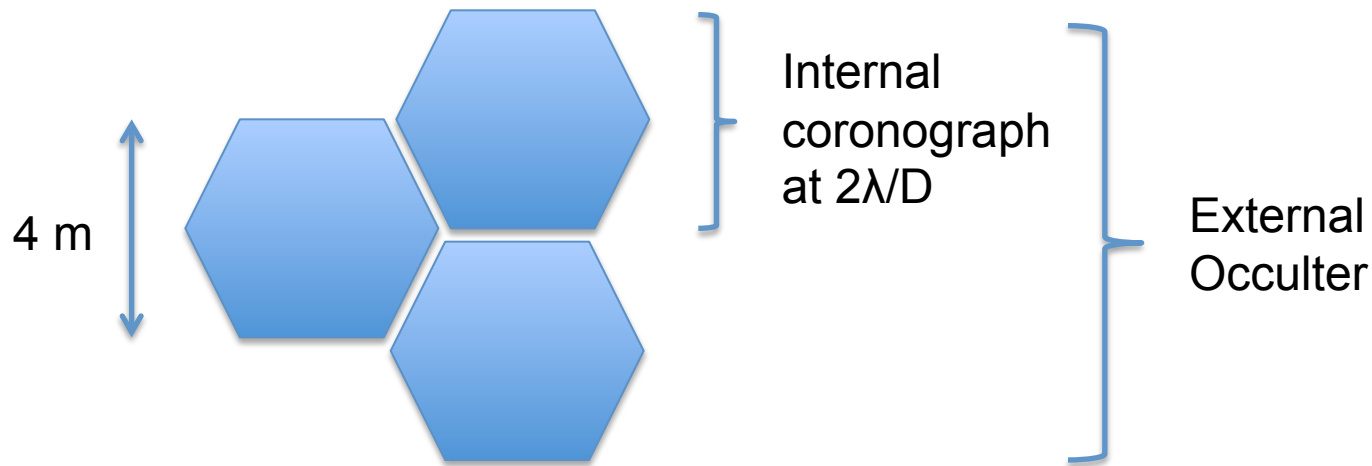 4 m
Internal
coronograph
at 2λ/D
External
Occulter